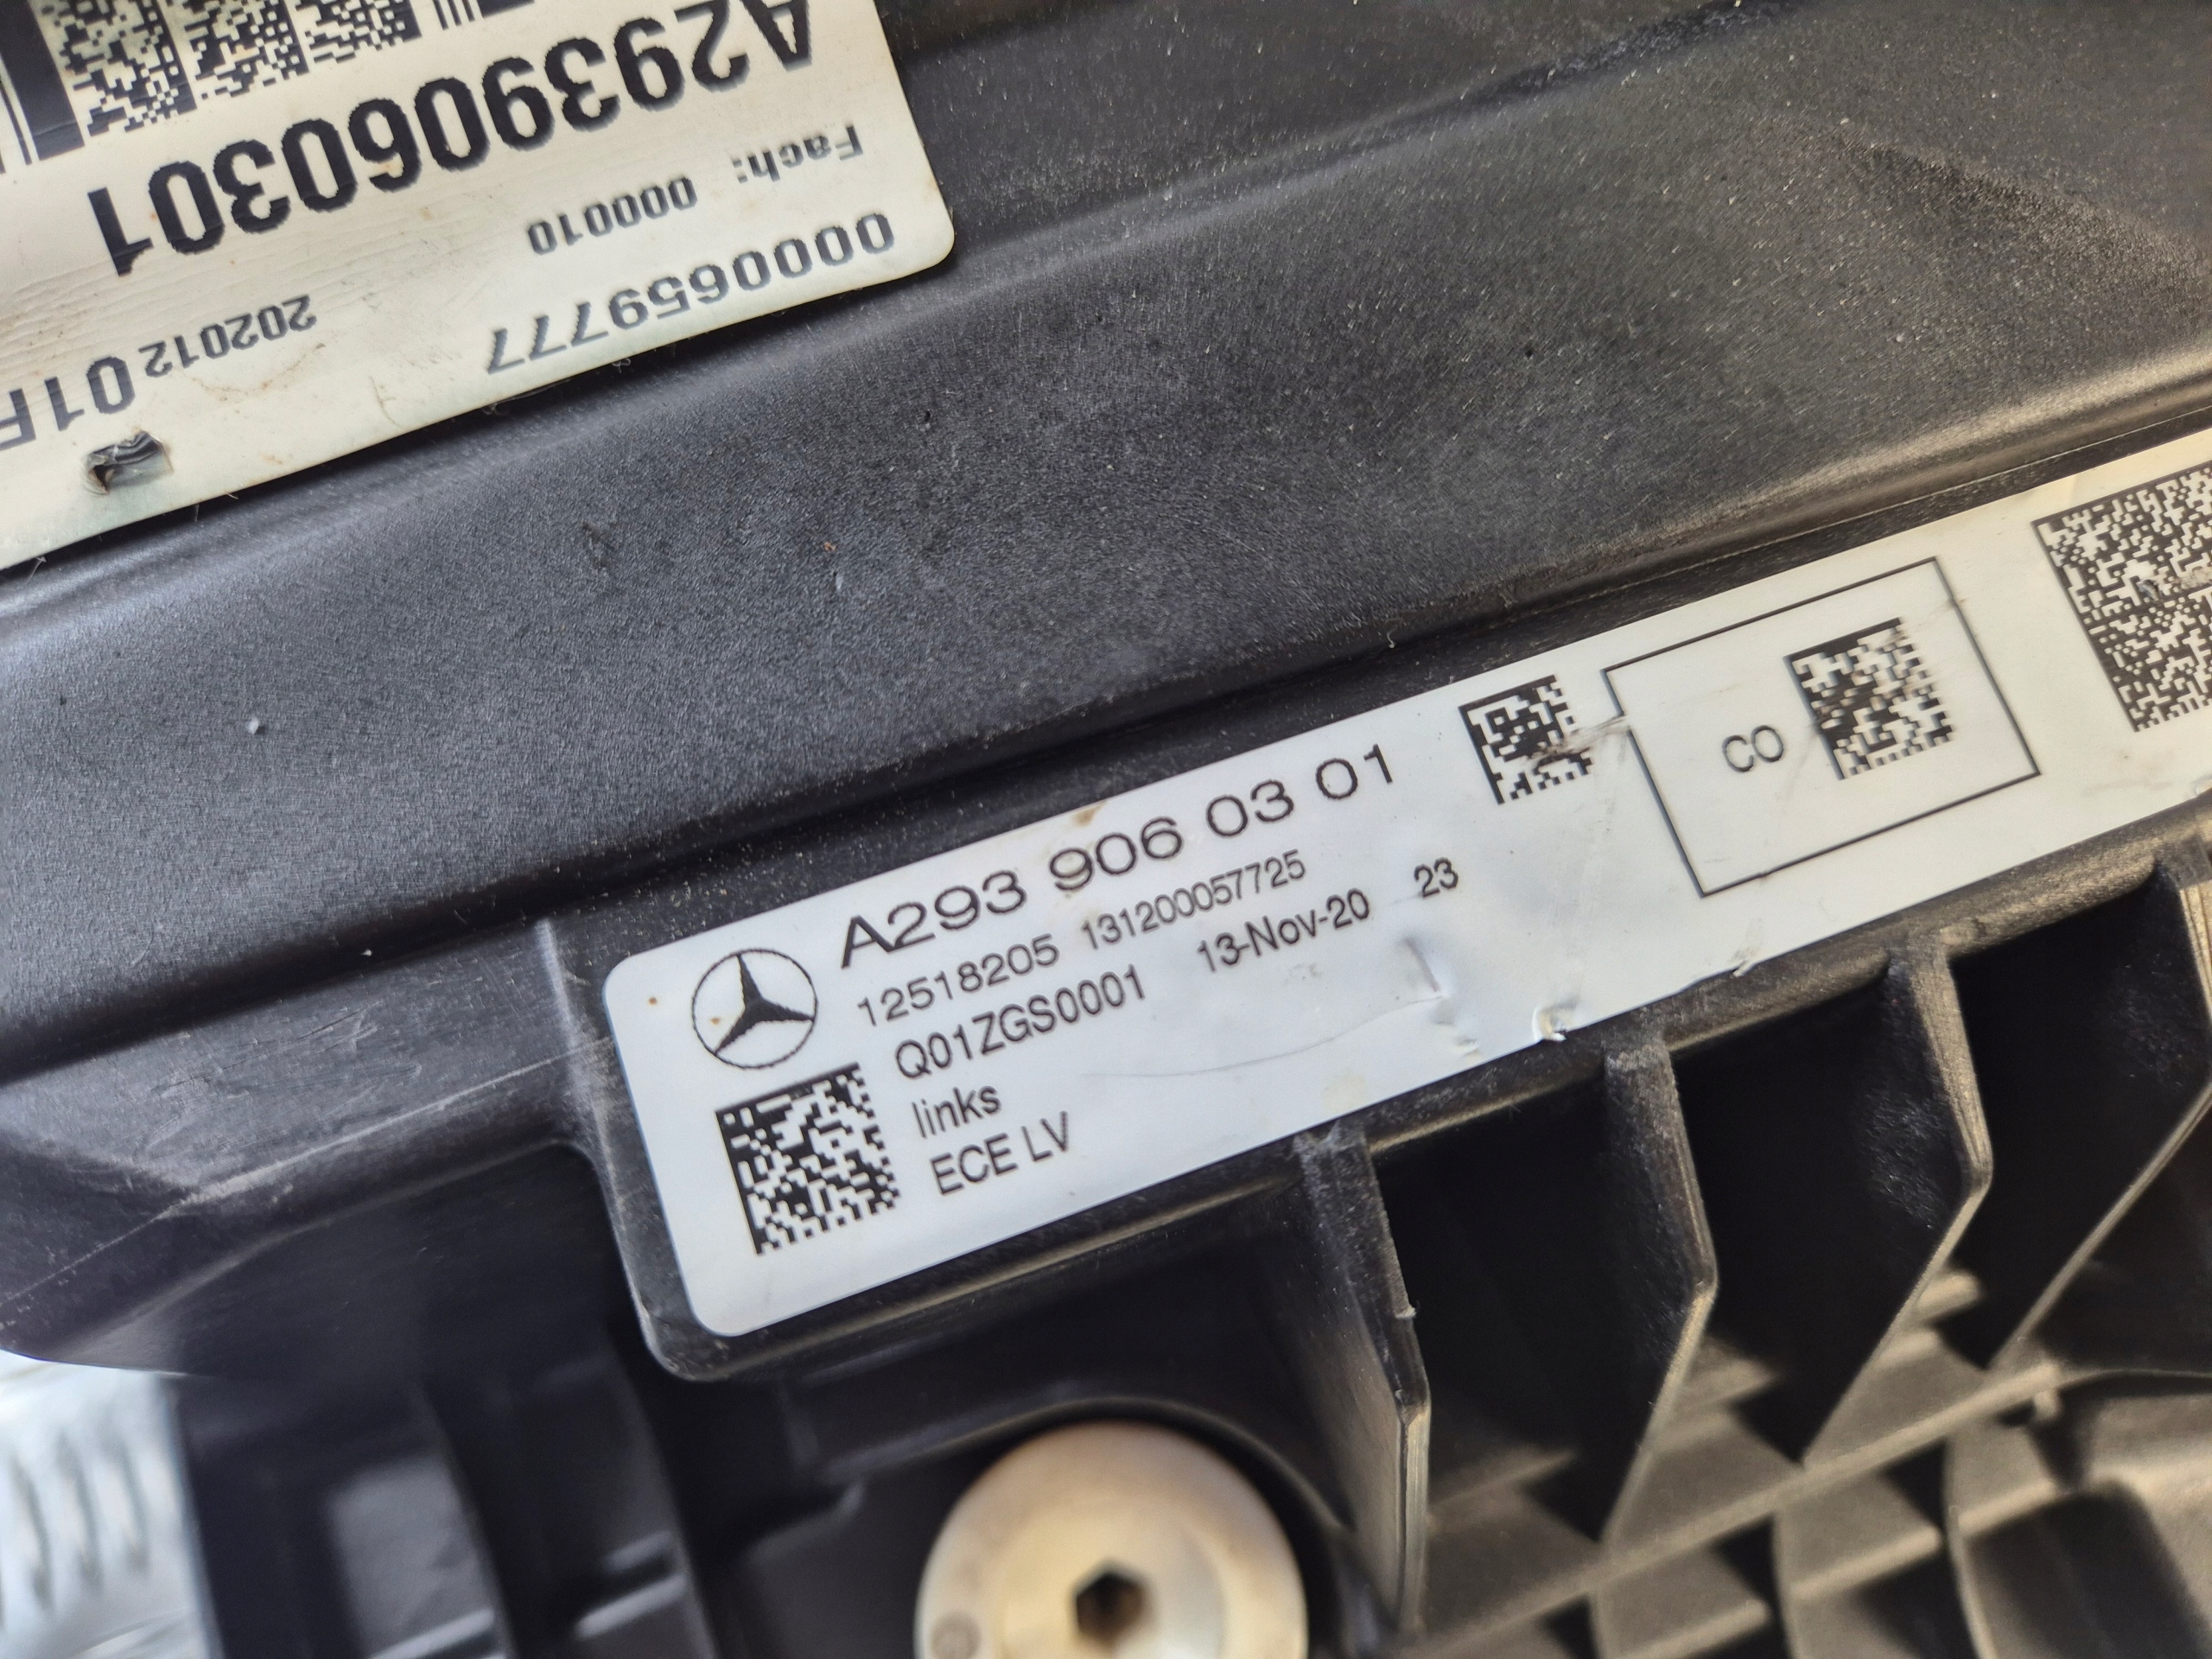 A2939060301
Fach: 000010
0000659777
202012 01F
A293 906 03 01
12518205 131200057725
Q01ZGS0001 13-Nov-20 23
links
ECE LV
CO